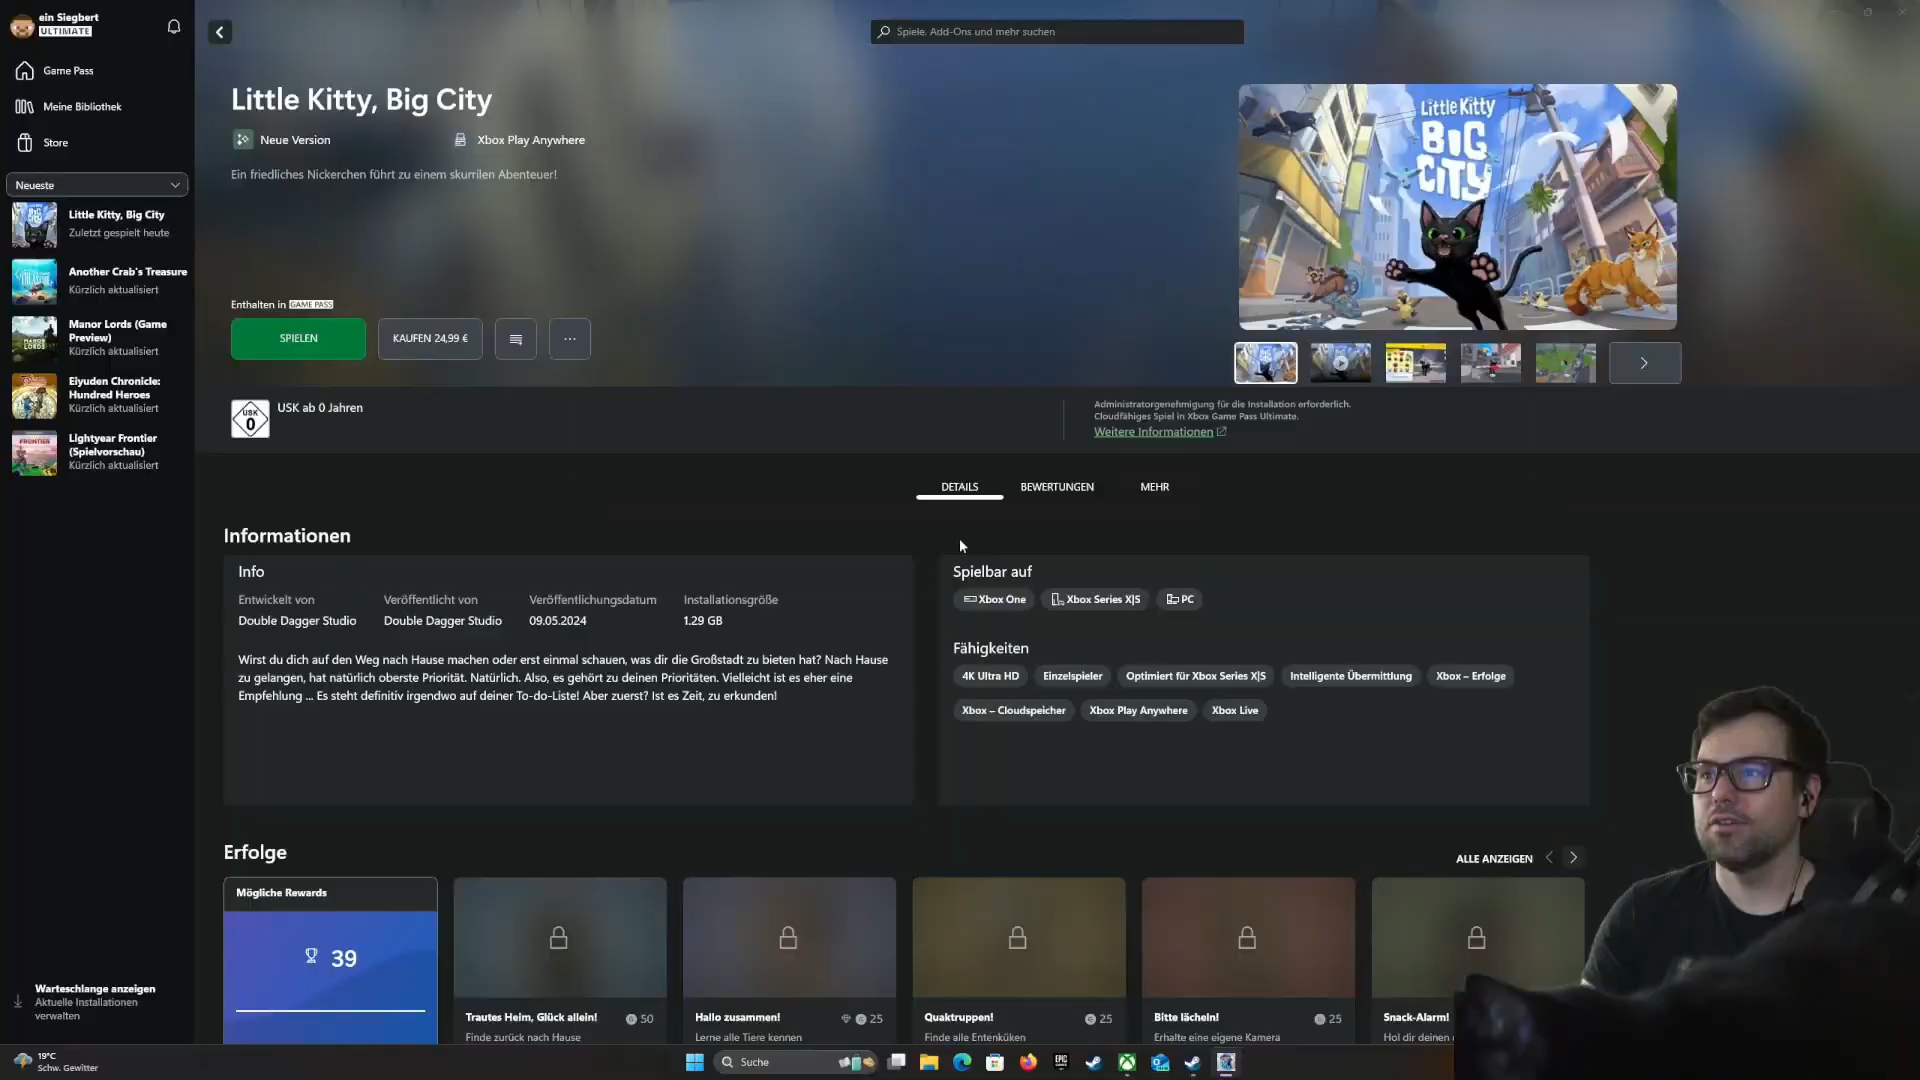 ein Siegbert
ULTIMATE
Game Pass
Meine Bibliothek
Store
Neueste
Little Kitty, Big City
Zuletzt gespielt heute
Another Crab's Treasure
Kürzlich aktualisiert
Manor Lords (Game
Preview)
Kürzlich aktualisiert
Eiyuden Chronicle:
Hundred Heroes
Kürzlich aktualisiert
Lightyear Frontier
(Spielvorschau)
Kürzlich aktualisiert
Warteschlange anzeigen
Aktuelle Installationen
verwalten
Spiele, Add-Ons und mehr suchen
Little Kitty, Big City
Neue Version
Xbox Play Anywhere
Ein friedliches Nickerchen führt zu einem skurrilen Abenteuer!
Enthalten in GAME PASS
SPIELEN
KAUFEN 24,99 €
Little Kitty
BIG
CITY
USK
0
USK ab 0 Jahren
Administratorgenehmigung für die Installation erforderlich.
Cloudfähiges Spiel in Xbox Game Pass Ultimate.
Weitere Informationen
DETAILS
BEWERTUNGEN
MEHR
Informationen
Info
Entwickelt von
Double Dagger Studio
Veröffentlicht von
Double Dagger Studio
Veröffentlichungsdatum
09.05.2024
Installationsgröße
1.29 GB
Wirst du dich auf den Weg nach Hause machen oder erst einmal schauen, was dir die Großstadt zu bieten hat? Nach Hause
zu gelangen, hat natürlich oberste Priorität. Natürlich. Also, es gehört zu deinen Prioritäten. Vielleicht ist es eher eine
Empfehlung ... Es steht definitiv irgendwo auf deiner To-do-Liste! Aber zuerst? Ist es Zeit, zu erkunden!
Spielbar auf
Xbox One
Xbox Series X|S
PC
Fähigkeiten
4K Ultra HD
Einzelspieler
Optimiert für Xbox Series X|S
Intelligente Übermittlung
Xbox – Erfolge
Xbox – Cloudspeicher
Xbox Play Anywhere
Xbox Live
Erfolge
ALLE ANZEIGEN
Mögliche Rewards
39
Trautes Heim, Glück allein!
50
Finde zurück nach Hause
Hallo zusammen!
25
Lerne alle Tiere kennen
Quaktruppen!
25
Finde alle Entenküken
Bitte lächeln!
25
Erhalte eine eigene Kamera
Snack-Alarm!
Hol dir deinen
19°C
Schw. Gewitter
Suche
EPIC